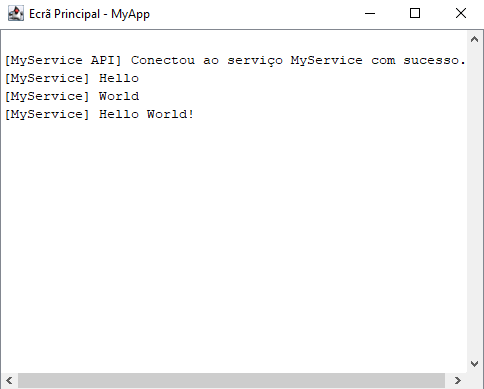 Ecrã Principal - MyApp
[MyService API] Conectou ao serviço MyService com sucesso.
[MyService] Hello
[MyService] World
[MyService] Hello World!